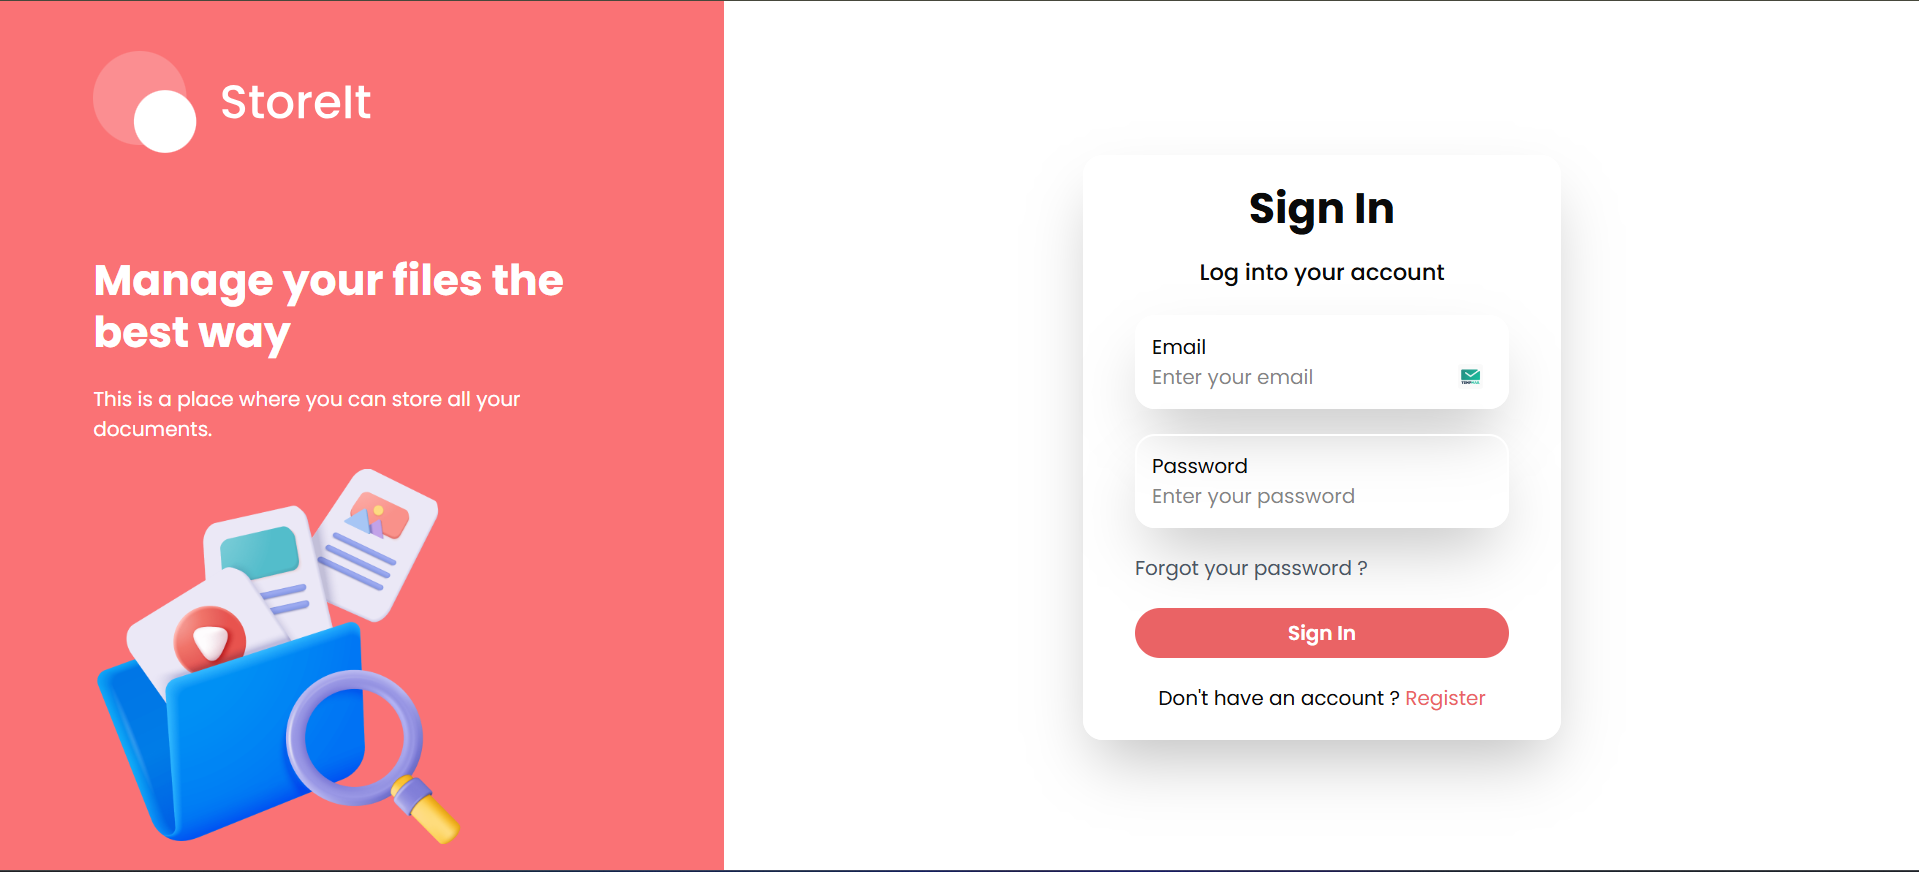 StoreIt
Manage your files the
best way
This is a place where you can store all your
documents.
Sign In
Log into your account
Email
Enter your email
Password
Enter your password
Forgot your password ?
Sign In
Don't have an account ? Register